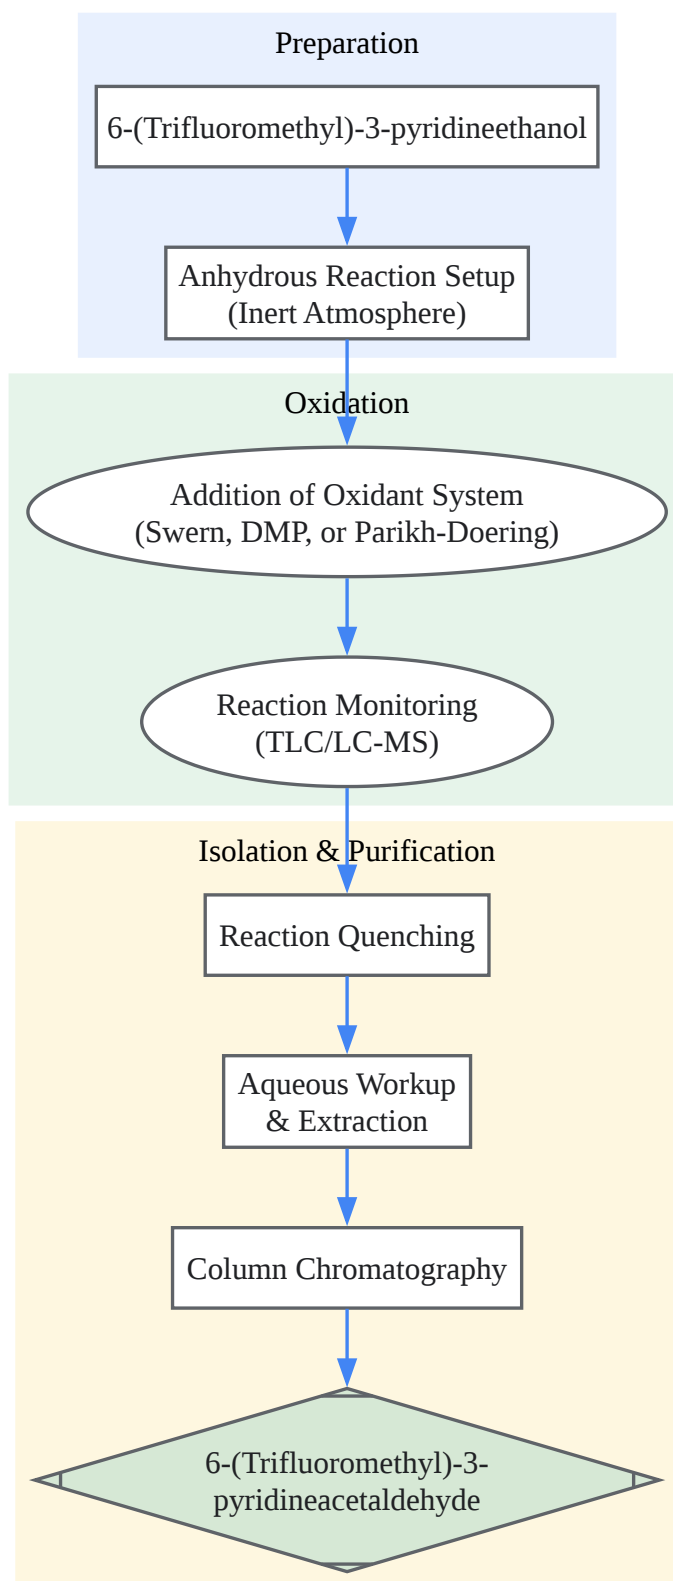 Preparation
6-(Trifluoromethyl)-3-pyridineethanol
Anhydrous Reaction Setup
(Inert Atmosphere)
Oxidation
Addition of Oxidant System
(Swern, DMP, or Parikh-Doering)
Reaction Monitoring
(TLC/LC-MS)
Isolation & Purification
Reaction Quenching
Aqueous Workup
& Extraction
Column Chromatography
6-(Trifluoromethyl)-3-
pyridineacetaldehyde